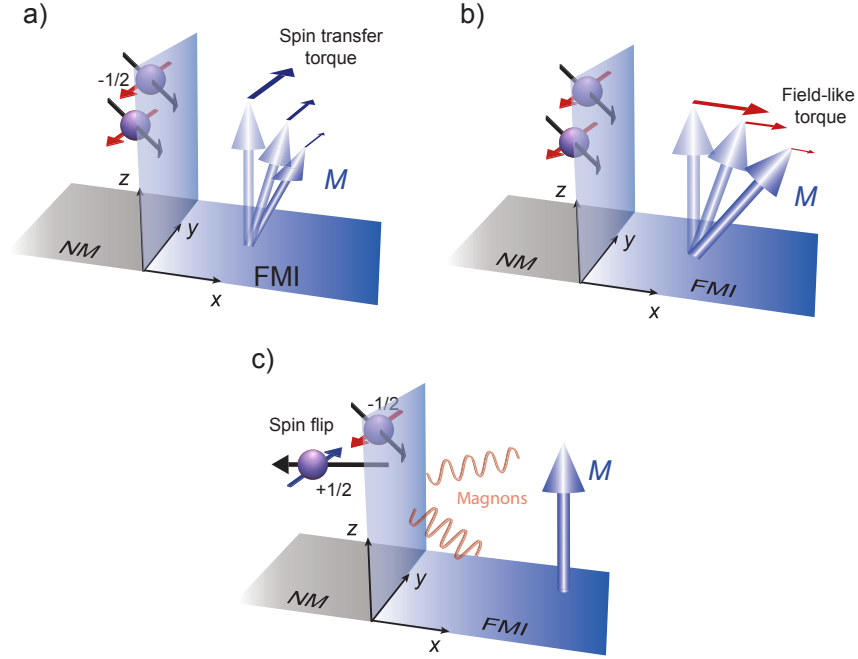 a)
Spin transfer
torque
-1/2
M
z
y
x
NM
FMI
b)
Field-like
torque
M
z
y
x
NM
FMI
c)
-1/2
Spin flip
+1/2
Magnons
M
z
y
x
NM
FMI